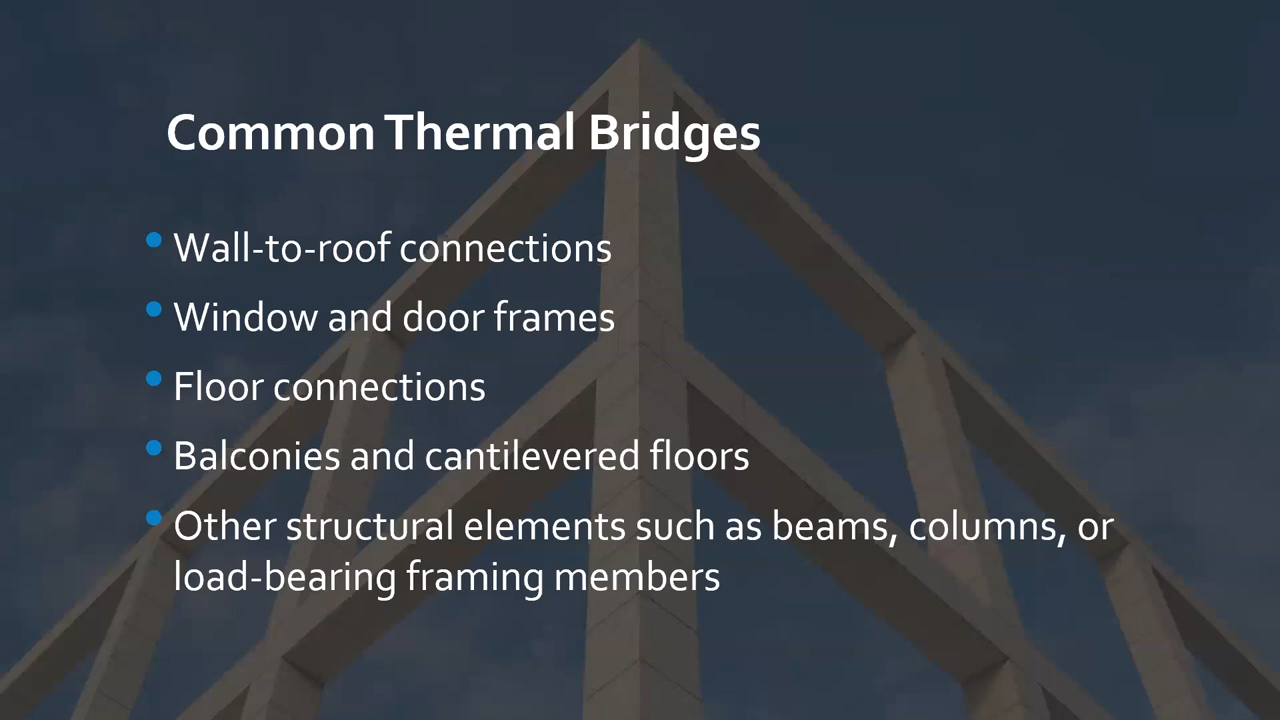 Common Thermal Bridges
Wall-to-roof connections
Window and door frames
Floor connections
Balconies and cantilevered floors
Other structural elements such as beams, columns, or
load-bearing framing members